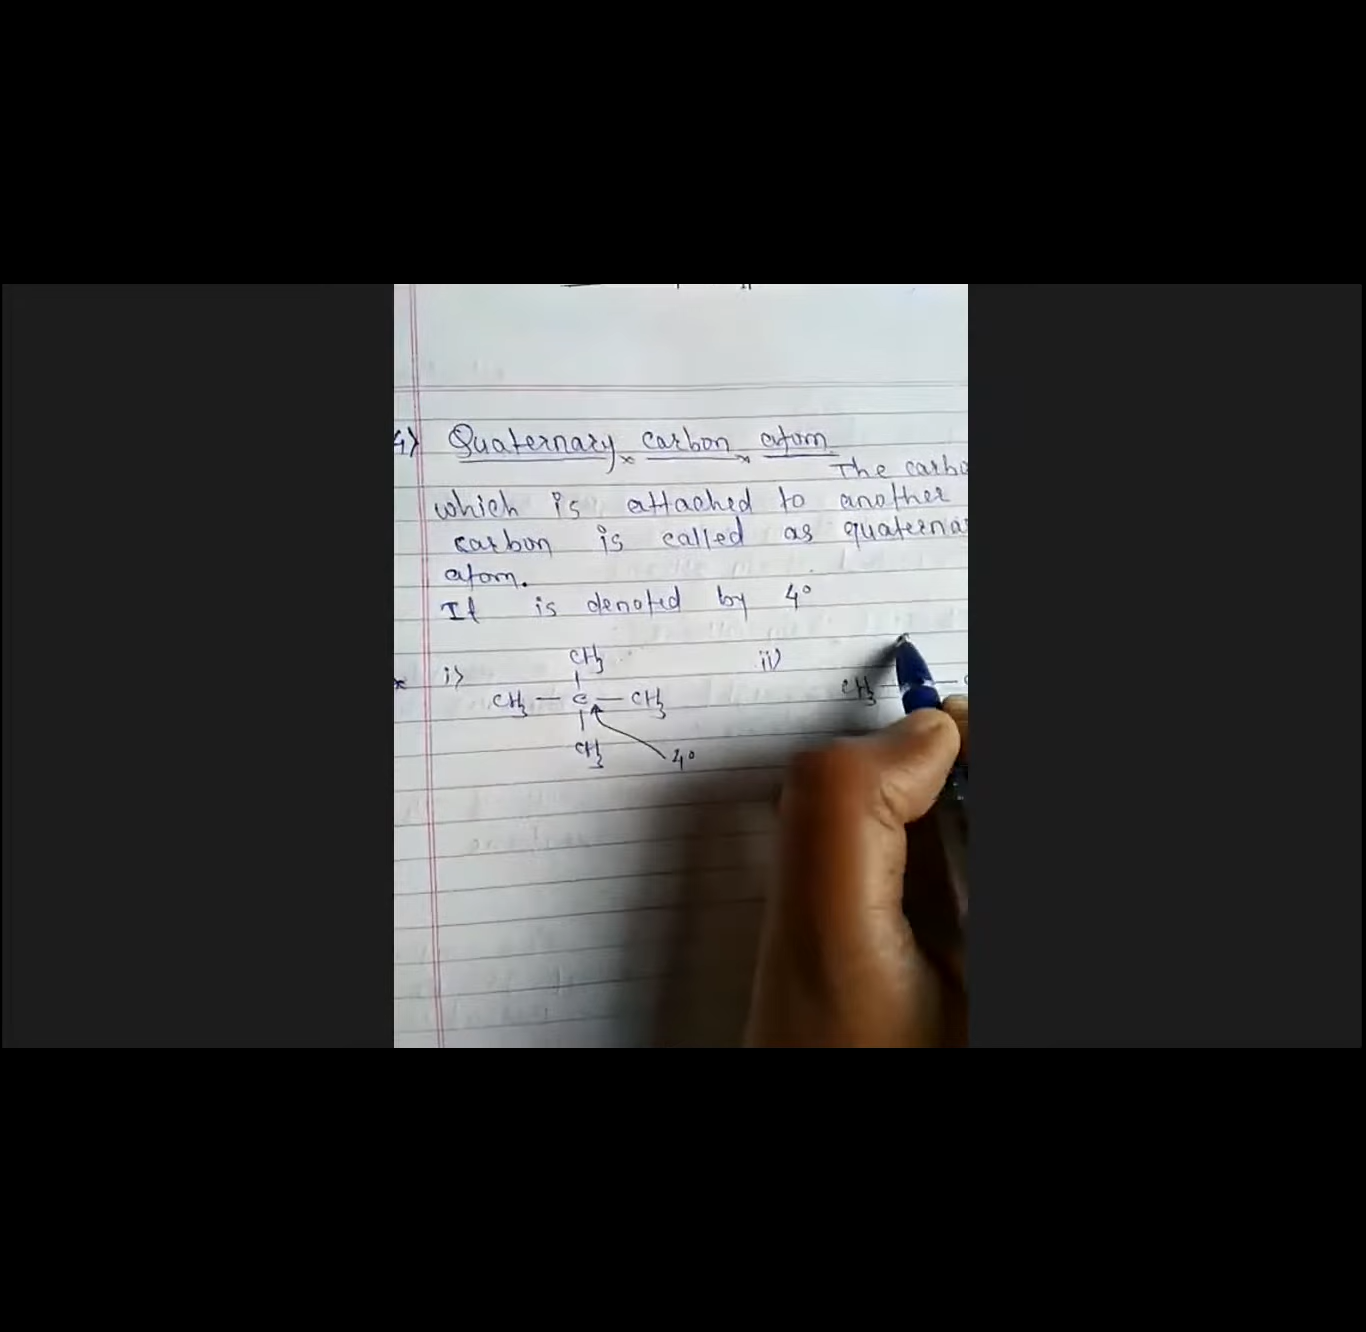 4) Quaternary carbon atom
The carbo
which is attached to another
carbon is called as quaterna
atom.
It is denoted by 4°
i) CH3 ii)
CH3 — C — CH3 CH3 —
CH3
4°